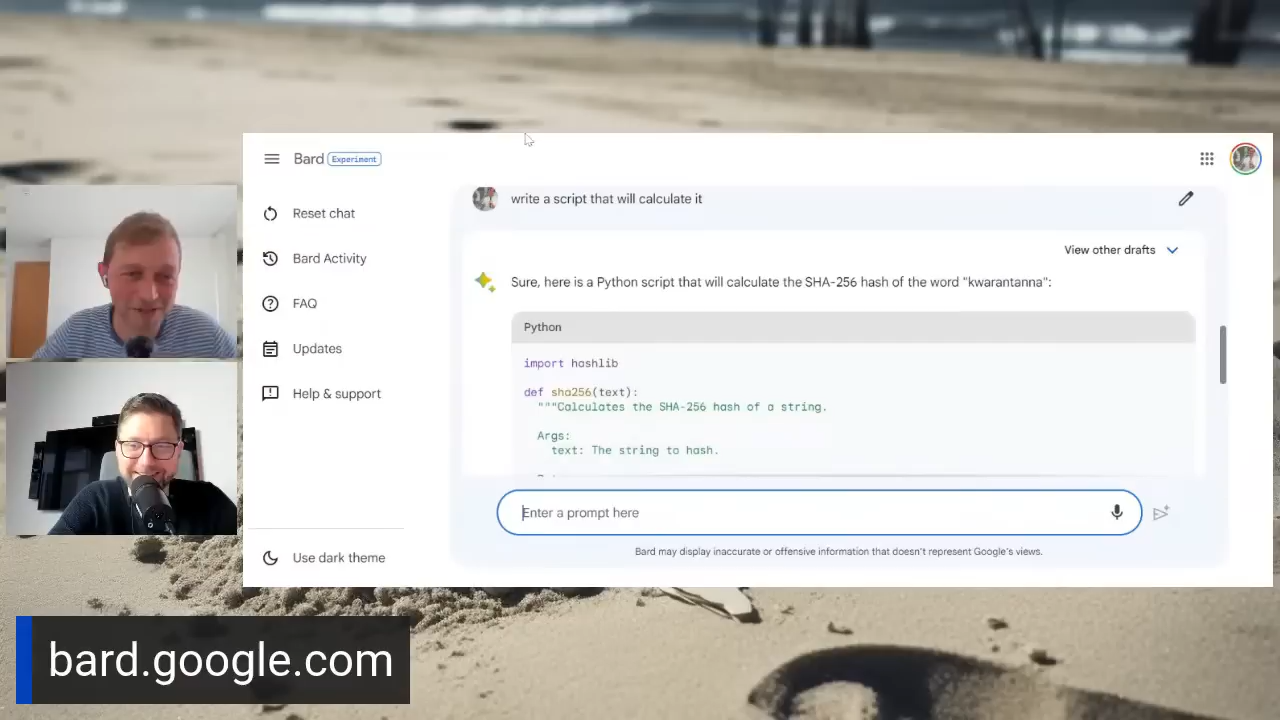 Bard Experiment
Reset chat
Bard Activity
FAQ
Updates
Help & support
Use dark theme
write a script that will calculate it
View other drafts
Sure, here is a Python script that will calculate the SHA-256 hash of the word "kwarantanna":
Python
import hashlib
def sha256(text):
"""Calculates the SHA-256 hash of a string.
Args:
text: The string to hash.
Enter a prompt here
Bard may display inaccurate or offensive information that doesn't represent Google's views.
bard.google.com